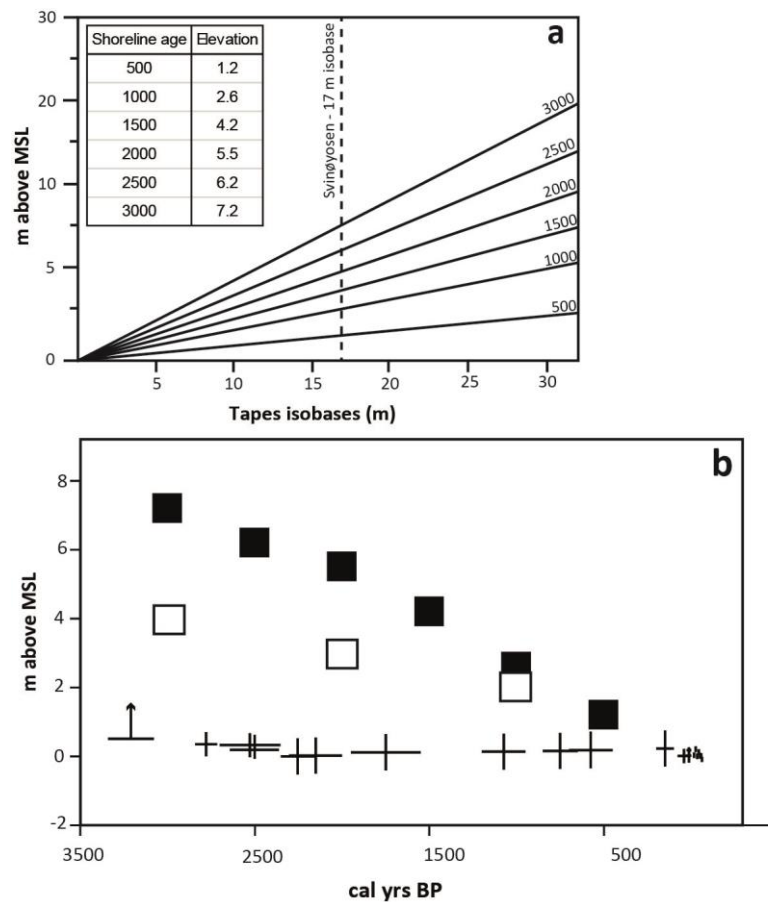 a
30
20
10
5
0
m above MSL
Shoreline age Elevation
500 1.2
1000 2.6
1500 4.2
2000 5.5
2500 6.2
3000 7.2
Svinøyosen - 17 m isobase
3000
2500
2000
1500
1000
500
5 10 15 20 25 30
Tapes isobases (m)
b
8
6
4
2
0
-2
m above MSL
3500 2500 1500 500
cal yrs BP